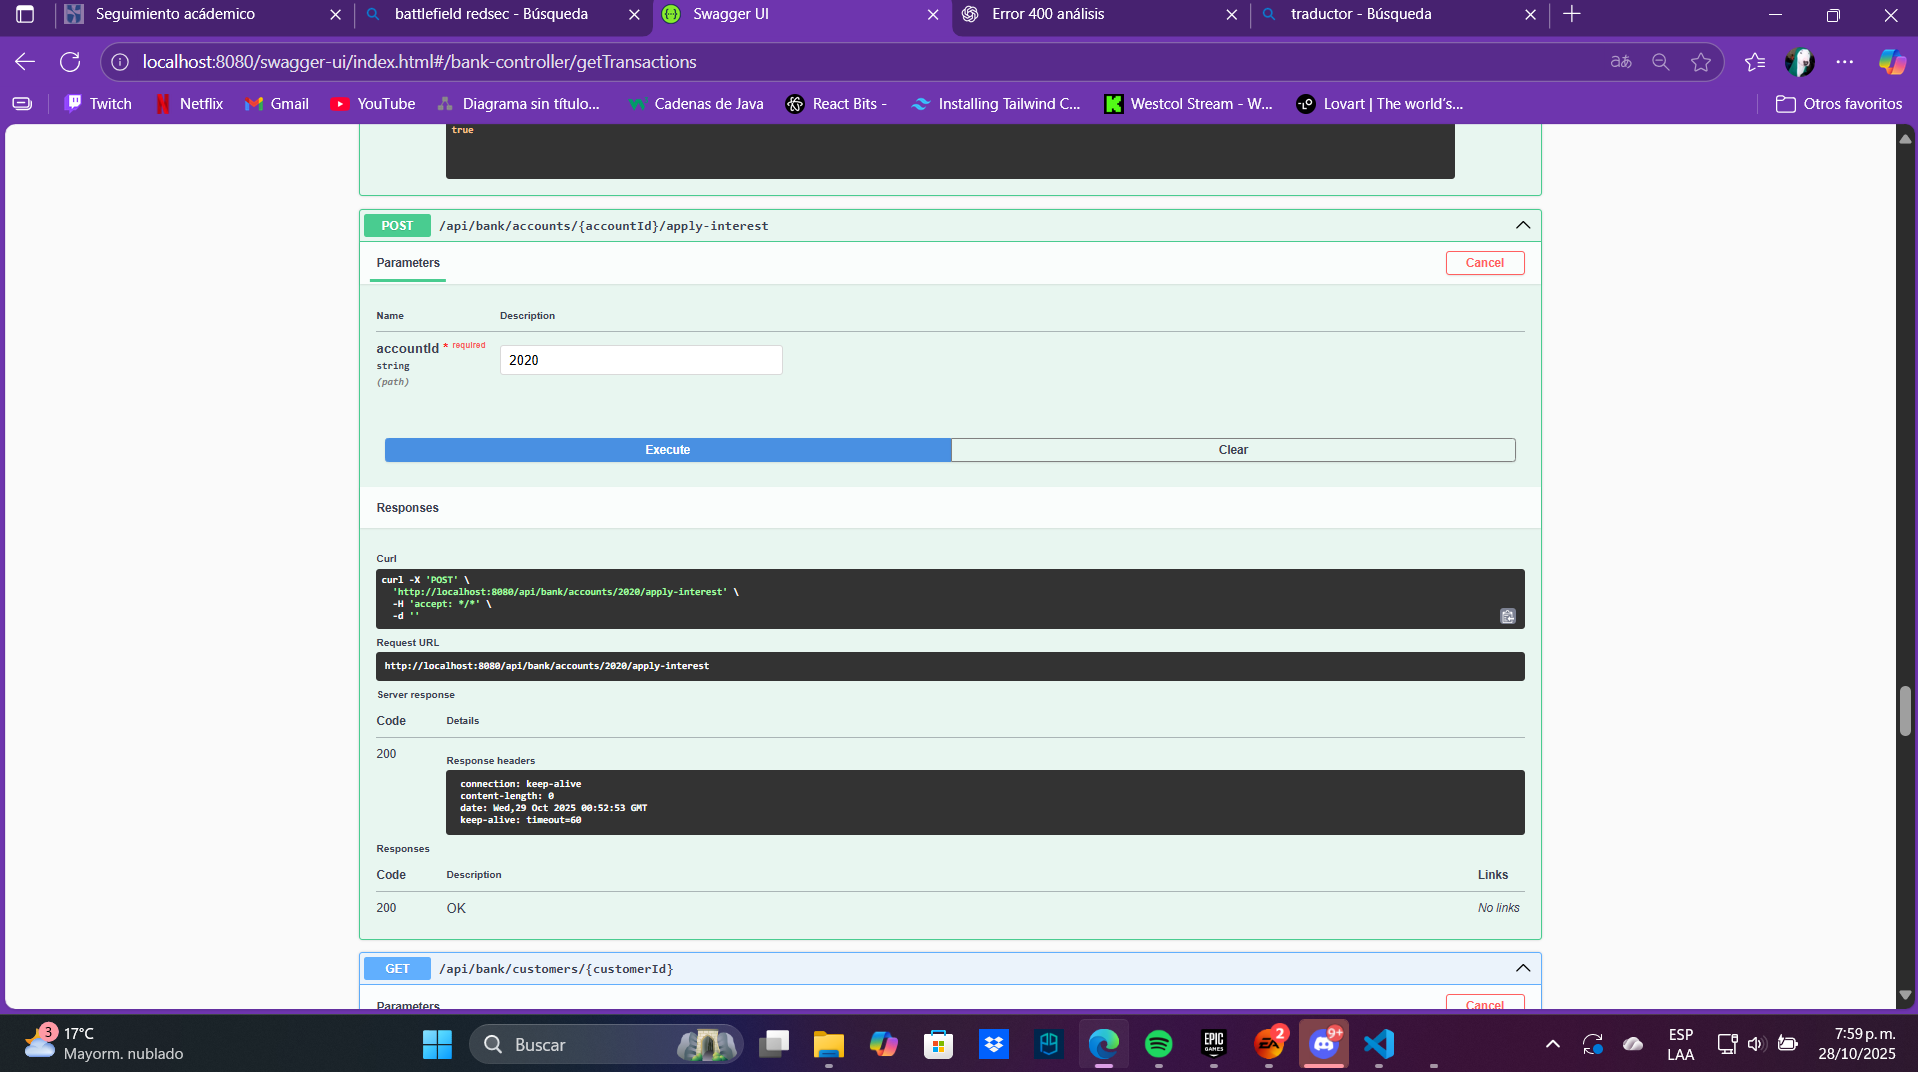 Seguimiento acádemico
battlefield redsec - Búsqueda
Swagger UI
Error 400 análisis
traductor - Búsqueda
localhost:8080/swagger-ui/index.html#/bank-controller/getTransactions
Twitch
Netflix
Gmail
YouTube
Diagrama sin título...
Cadenas de Java
React Bits -
Installing Tailwind C...
Westcol Stream - W...
Lovart | The world's...
Otros favoritos
true
POST /api/bank/accounts/{accountId}/apply-interest
Parameters
Cancel
Name Description
accountId * required
2020
string
(path)
Execute
Clear
Responses
Curl
curl -X 'POST' \
'http://localhost:8080/api/bank/accounts/2020/apply-interest' \
-H 'accept: */*' \
-d ''
Request URL
http://localhost:8080/api/bank/accounts/2020/apply-interest
Server response
Code Details
200
Response headers
connection: keep-alive
content-length: 0
date: Wed,29 Oct 2025 00:52:53 GMT
keep-alive: timeout=60
Responses
Code Description Links
200 OK No links
GET /api/bank/customers/{customerId}
Parameters
Cancel
3
17°C
Mayorm. nublado
Buscar
EPIC
GAMES
EA
2
9+
ESP
LAA
7:59 p. m.
28/10/2025